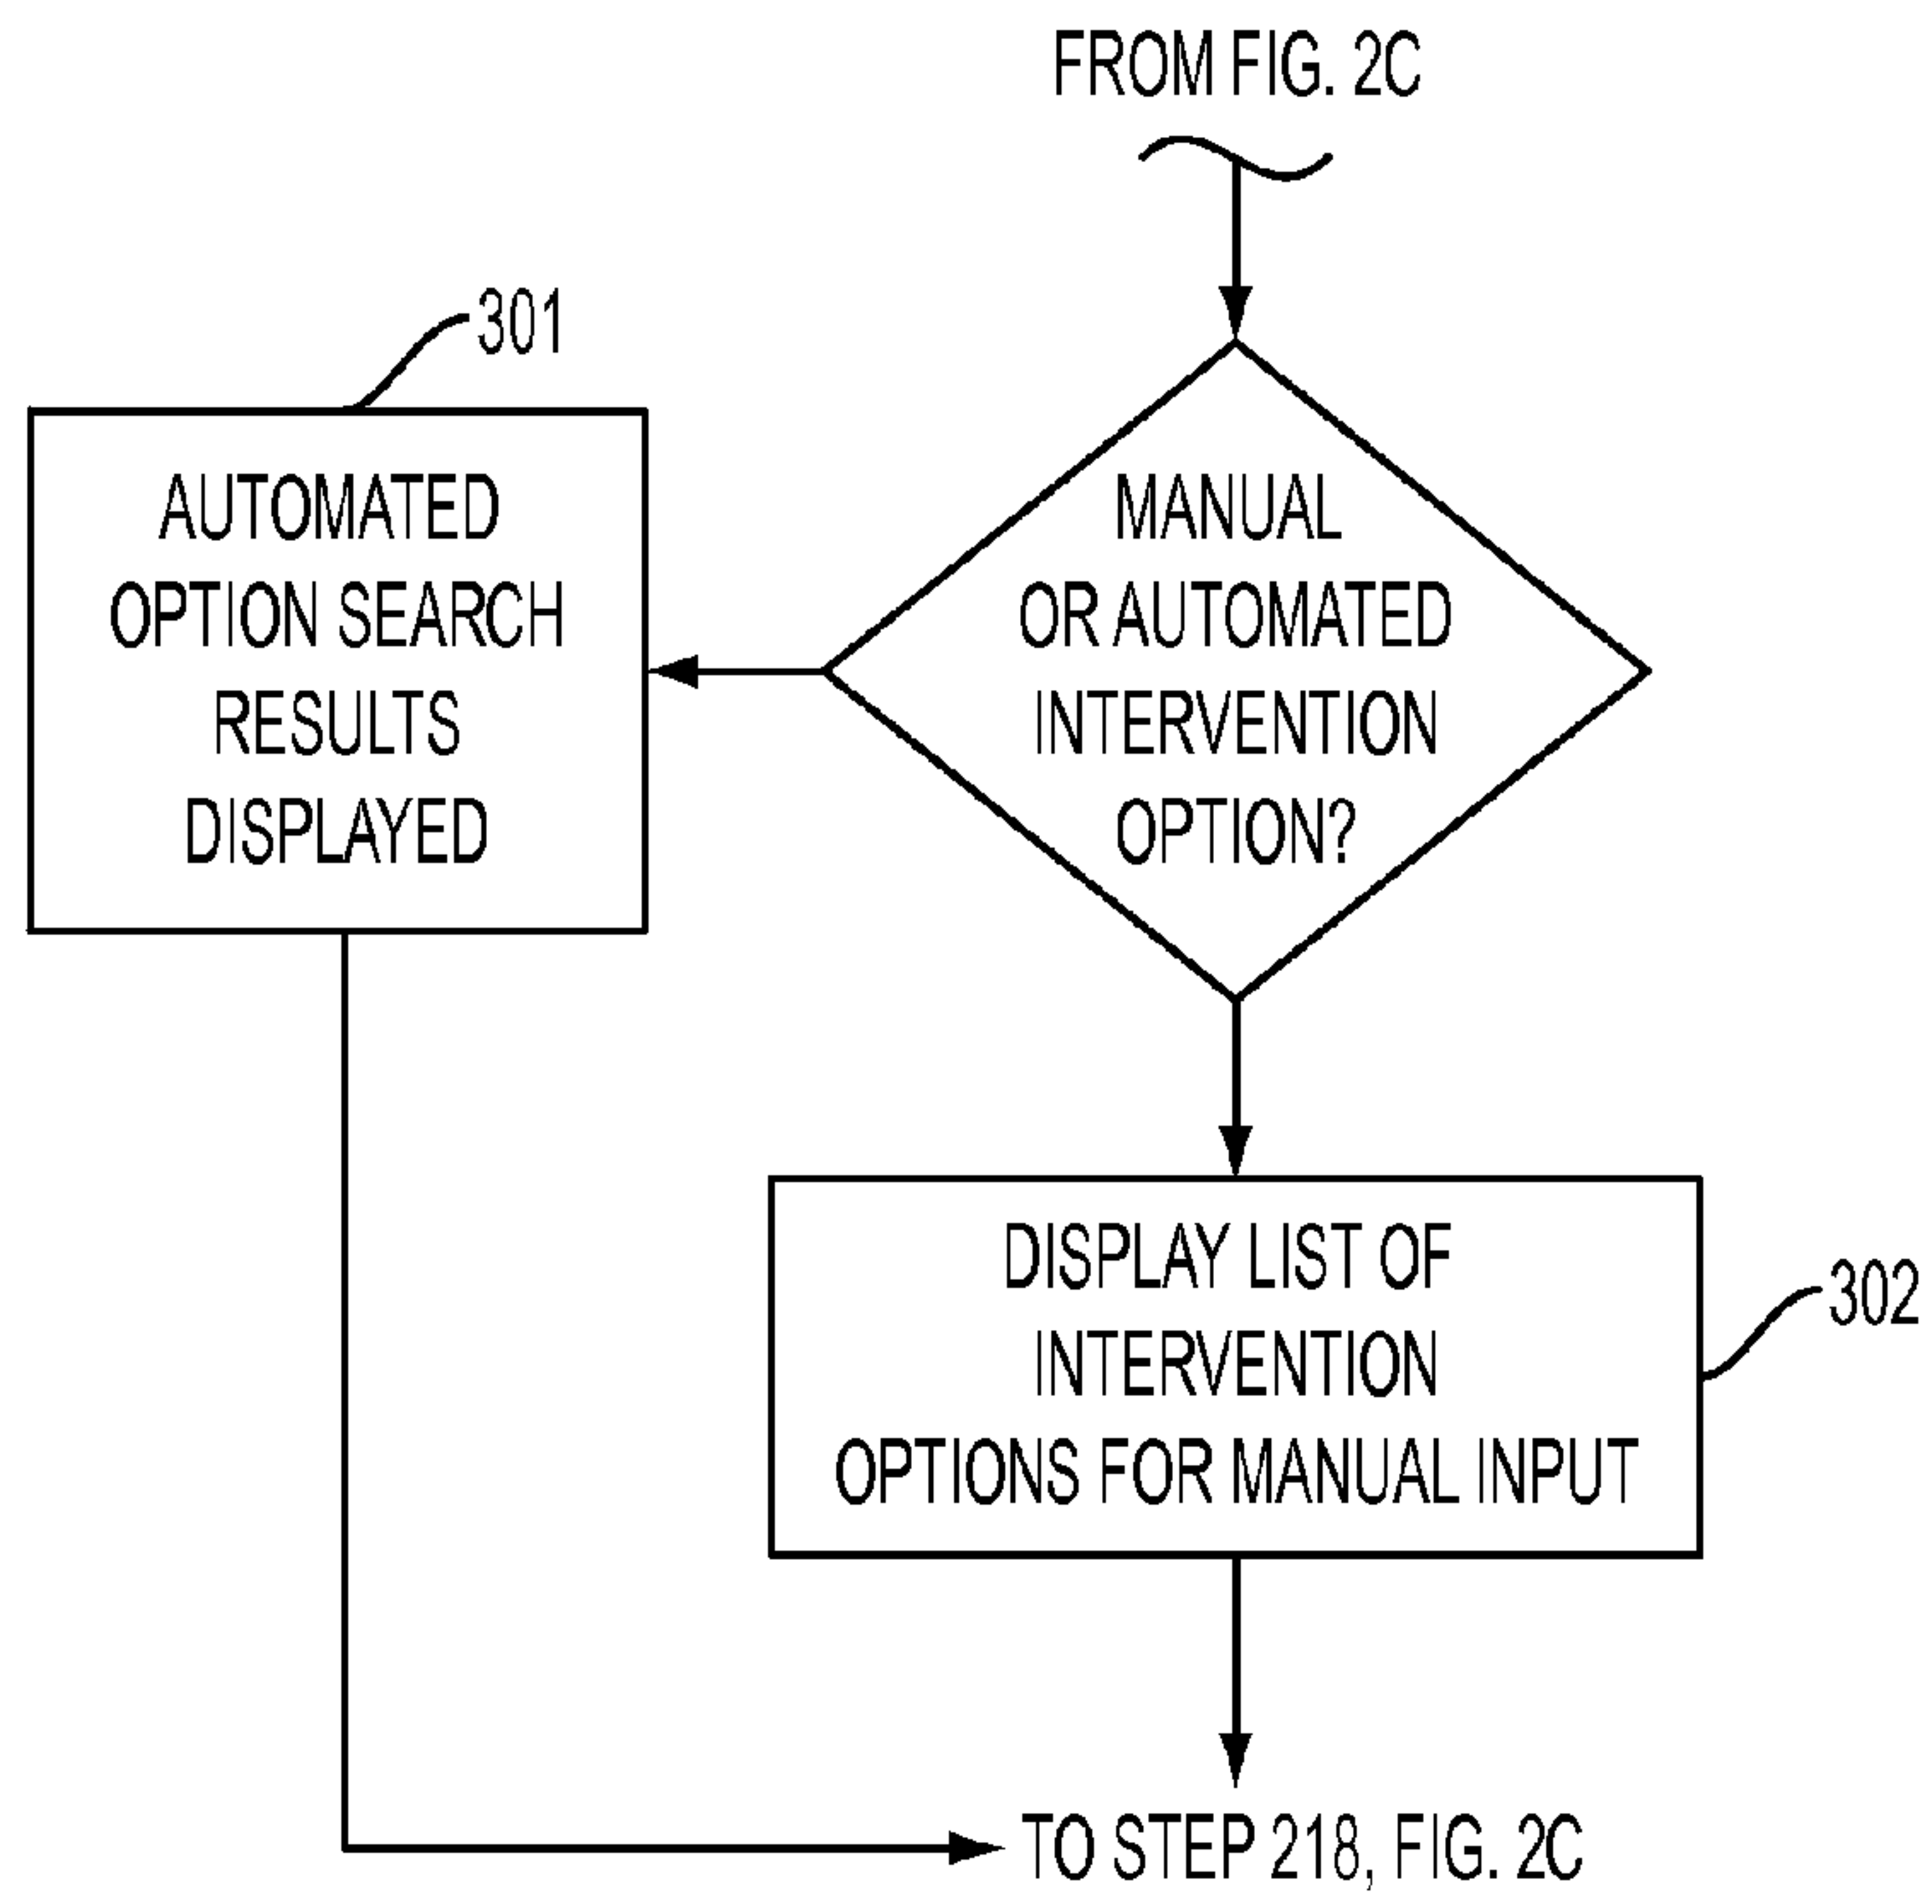 FROM FIG. 2C
301
AUTOMATED
OPTION SEARCH
RESULTS
DISPLAYED
MANUAL
OR AUTOMATED
INTERVENTION
OPTION?
DISPLAY LIST OF
INTERVENTION
OPTIONS FOR MANUAL INPUT
302
TO STEP 218, FIG. 2C